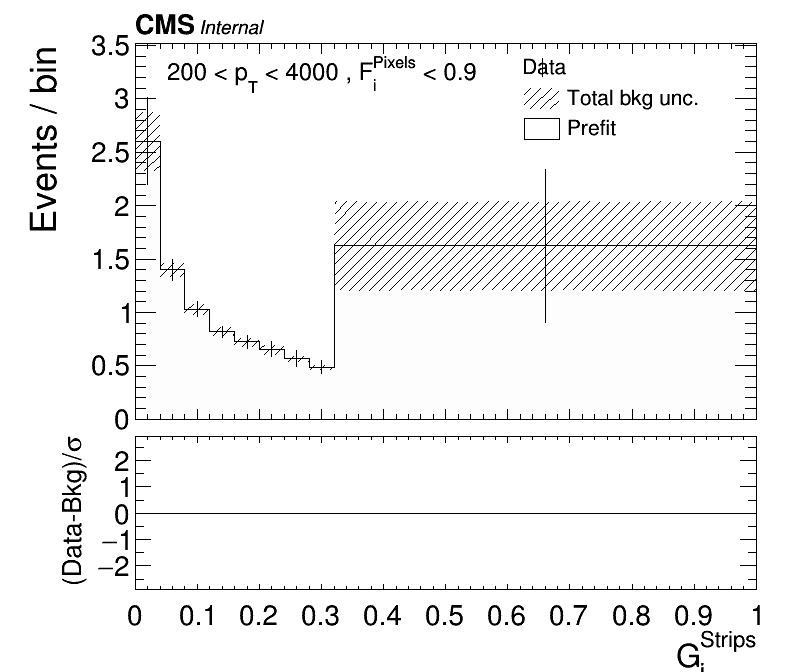 CMS Internal
Events / bin
3.5
3
2.5
2
1.5
1
0.5
0
200 < p_T < 4000 , F_i^Pixels < 0.9
Data
Total bkg unc.
Prefit
(Data-Bkg)/σ
2
1
0
−1
−2
0 0.1 0.2 0.3 0.4 0.5 0.6 0.7 0.8 0.9 1
G_i^Strips